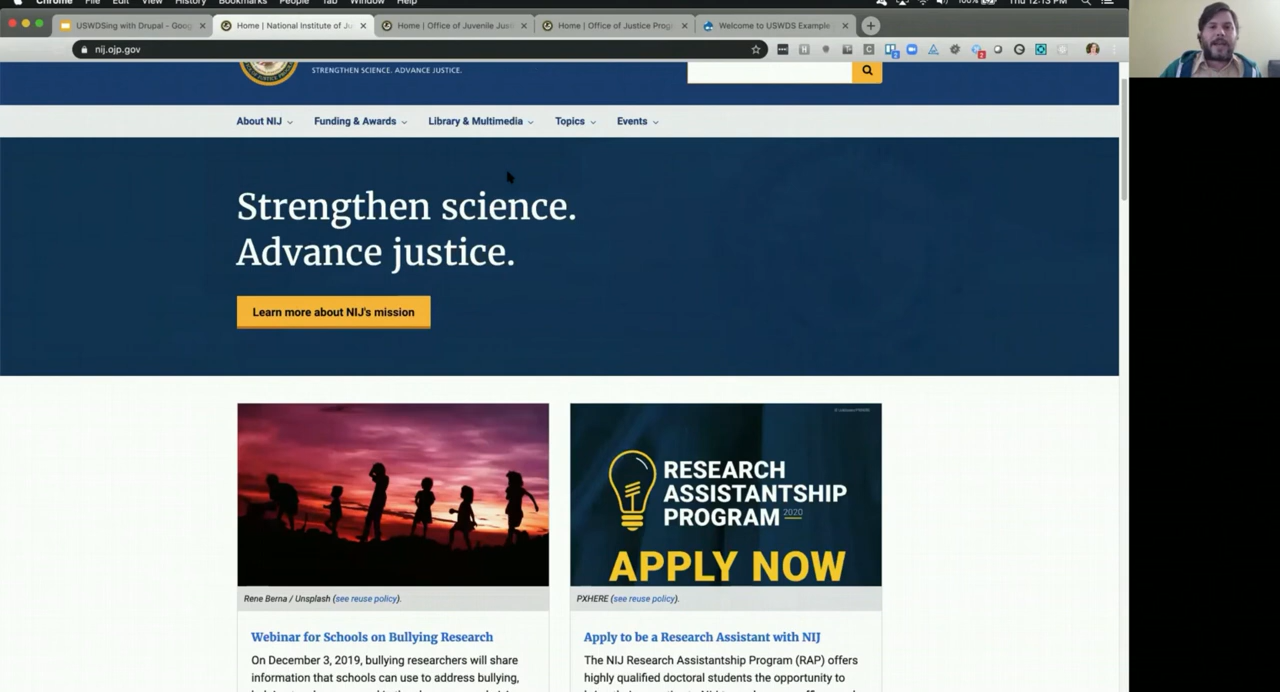 Chrome File Edit View History Bookmarks People Tab Window Help 100% Thu 12:13 PM
USWDSing with Drupal - Goog
Home | National Institute of Ju
Home | Office of Juvenile Just
Home | Office of Justice Prog
Welcome to USWDS Example
nij.ojp.gov
STRENGTHEN SCIENCE. ADVANCE JUSTICE.
About NIJ
Funding & Awards
Library & Multimedia
Topics
Events
Strengthen science.
Advance justice.
Learn more about NIJ's mission
RESEARCH
ASSISTANTSHIP
PROGRAM 2020
APPLY NOW
Rene Berna / Unsplash (see reuse policy).
PXHERE (see reuse policy).
Webinar for Schools on Bullying Research
On December 3, 2019, bullying researchers will share
information that schools can use to address bullying,
Apply to be a Research Assistant with NIJ
The NIJ Research Assistantship Program (RAP) offers
highly qualified doctoral students the opportunity to